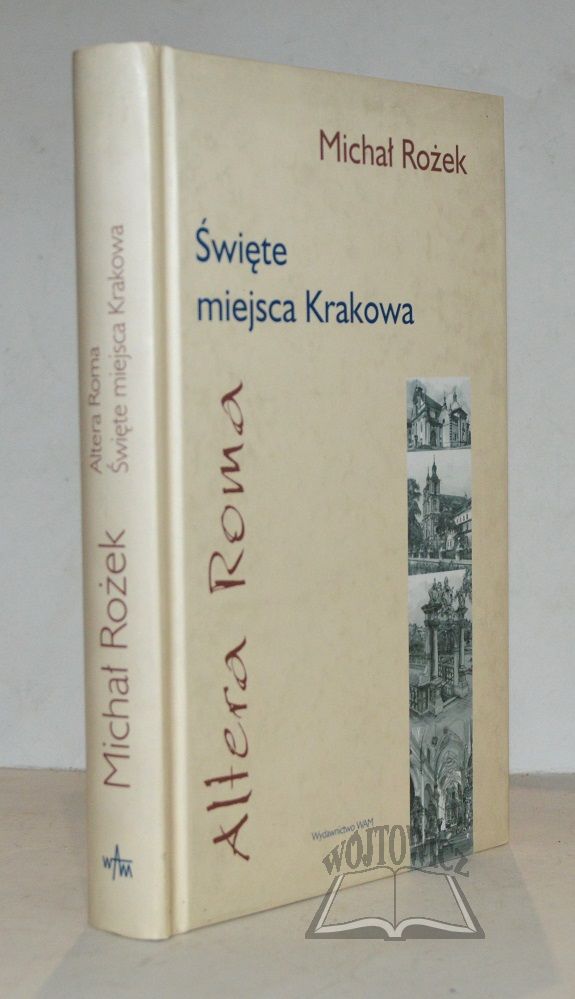 Michał Rożek
Święte
miejsca Krakowa
Altera Roma
Wydawnictwo WAM
Michał Rożek
Altera Roma
Święte miejsca Krakowa
WAM
WÓJTOWICZ